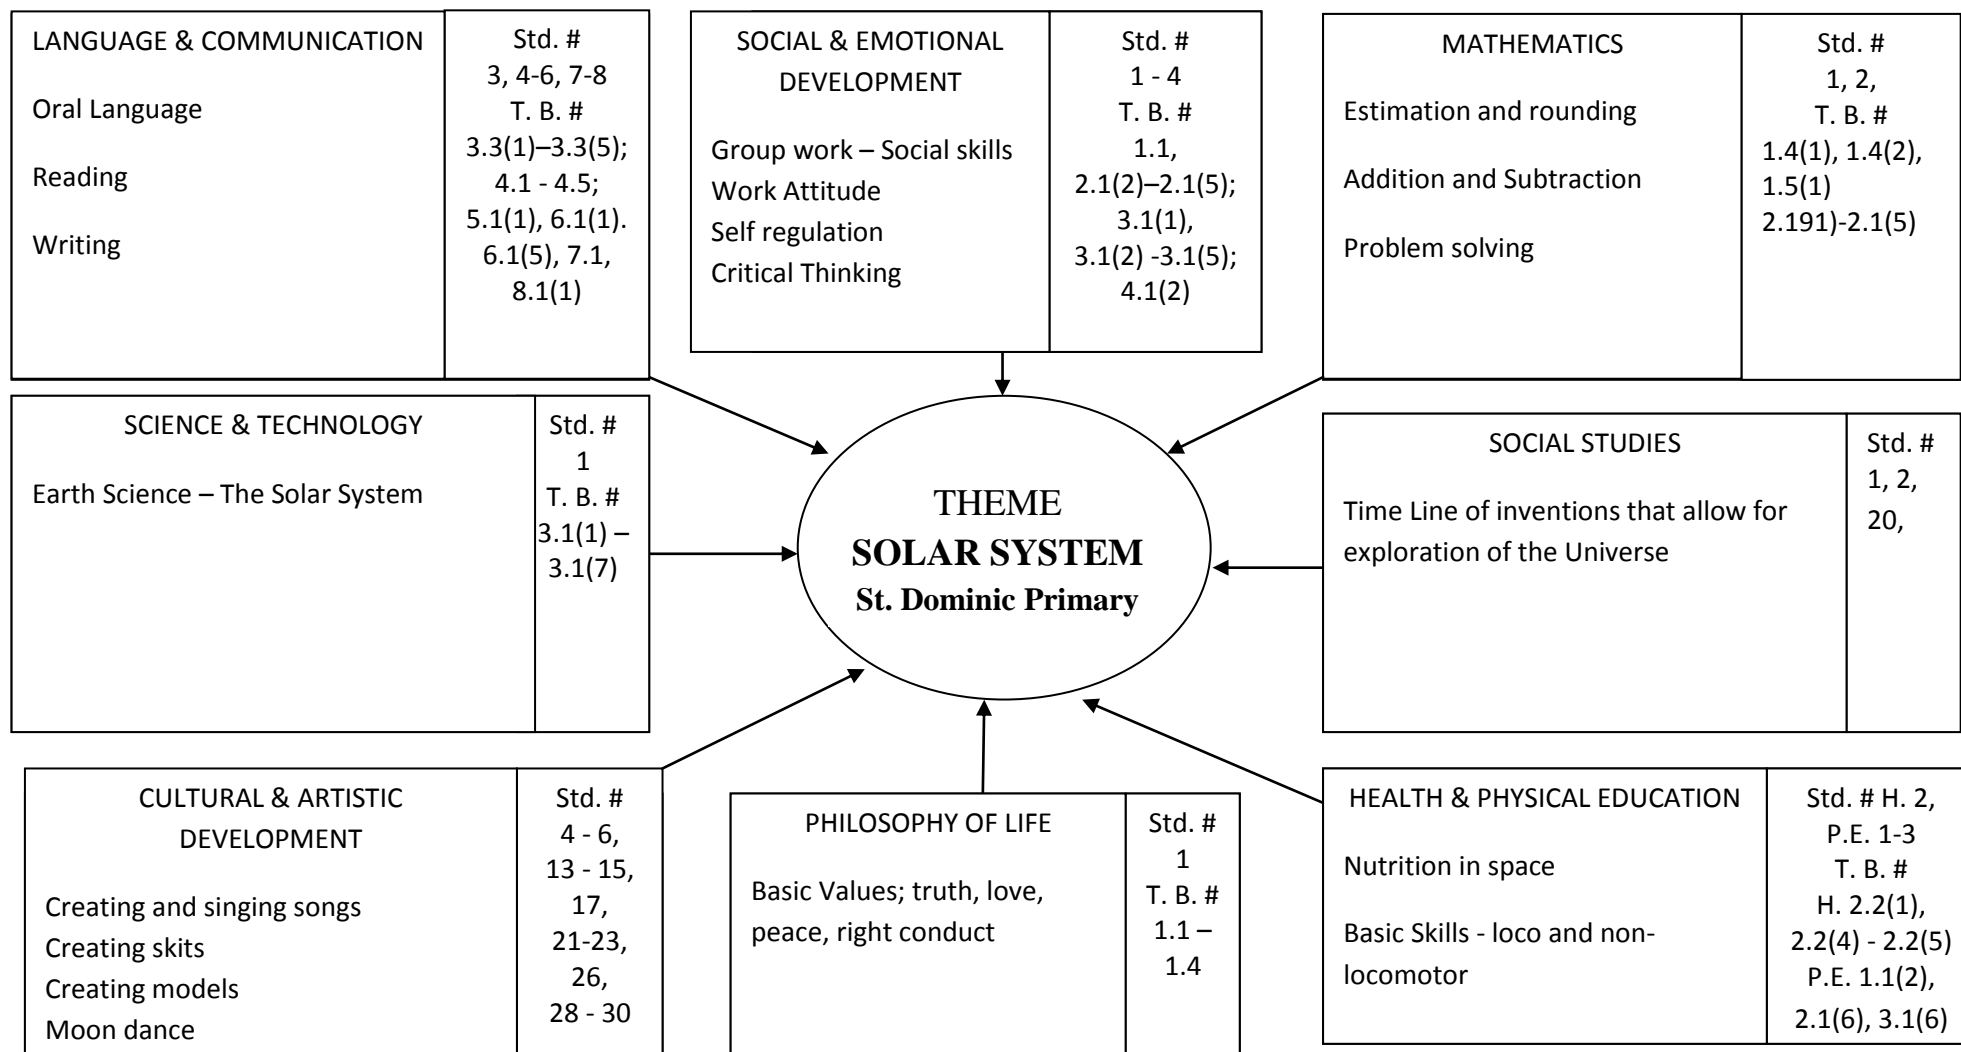 LANGUAGE & COMMUNICATION
Oral Language
Reading
Writing
Std. #
3, 4-6, 7-8
T. B. #
3.3(1)–3.3(5);
4.1 - 4.5;
5.1(1), 6.1(1).
6.1(5), 7.1,
8.1(1)
SOCIAL & EMOTIONAL
DEVELOPMENT
Group work – Social skills
Work Attitude
Self regulation
Critical Thinking
Std. #
1 - 4
T. B. #
1.1,
2.1(2)–2.1(5);
3.1(1),
3.1(2) -3.1(5);
4.1(2)
MATHEMATICS
Estimation and rounding
Addition and Subtraction
Problem solving
Std. #
1, 2,
T. B. #
1.4(1), 1.4(2),
1.5(1)
2.191)-2.1(5)
SCIENCE & TECHNOLOGY
Earth Science – The Solar System
Std. #
1
T. B. #
3.1(1) –
3.1(7)
THEME
SOLAR SYSTEM
St. Dominic Primary
SOCIAL STUDIES
Time Line of inventions that allow for
exploration of the Universe
Std. #
1, 2,
20,
CULTURAL & ARTISTIC
DEVELOPMENT
Creating and singing songs
Creating skits
Creating models
Moon dance
Std. #
4 - 6,
13 - 15,
17,
21-23,
26,
28 - 30
PHILOSOPHY OF LIFE
Basic Values; truth, love,
peace, right conduct
Std. #
1
T. B. #
1.1 –
1.4
HEALTH & PHYSICAL EDUCATION
Nutrition in space
Basic Skills - loco and non-
locomotor
Std. # H. 2,
P.E. 1-3
T. B. #
H. 2.2(1),
2.2(4) - 2.2(5)
P.E. 1.1(2),
2.1(6), 3.1(6)